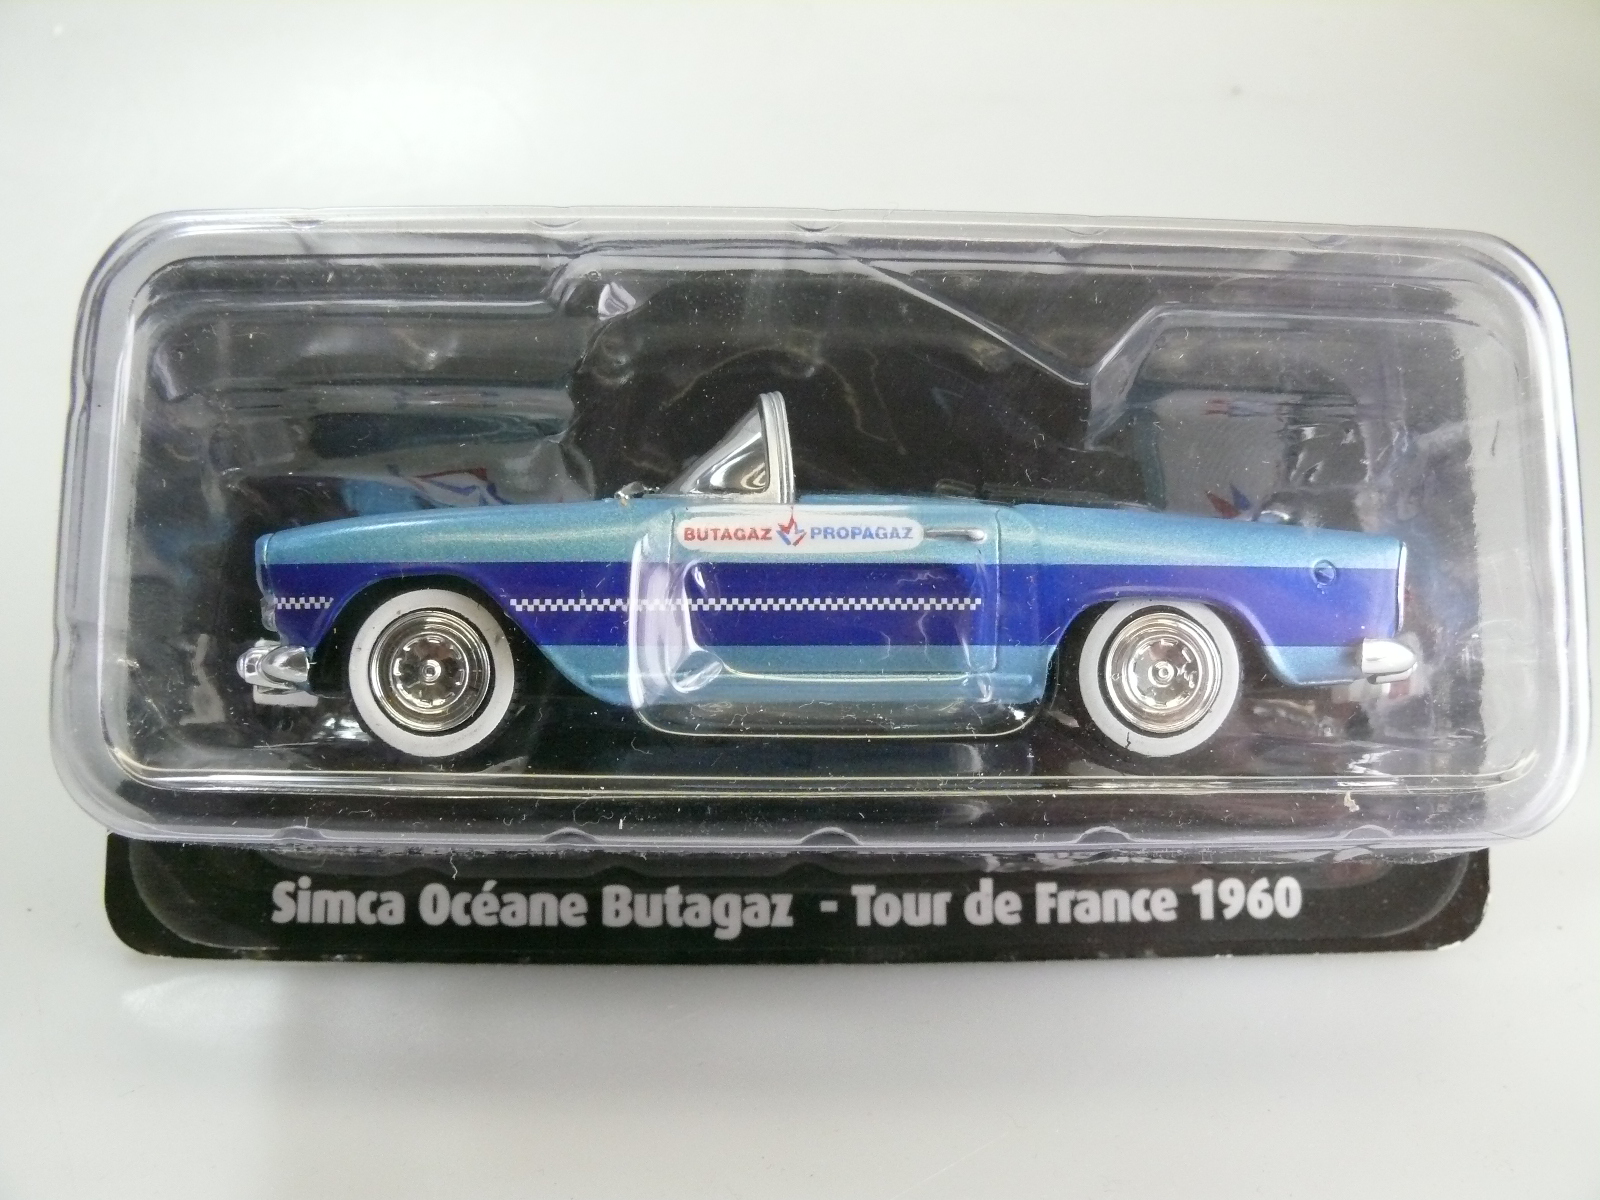 BUTAGAZ PROPAGAZ
Simca Océane Butagaz - Tour de France 1960